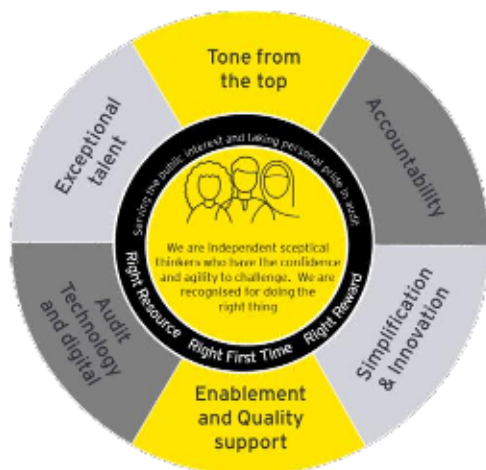 Tone from
the top
Accountability
Simplification
& Innovation
Enablement
and Quality
support
Audit
Technology
and digital
Exceptional
talent
Serving the public interest and taking personal pride in audit
Right Resource
Right First Time
Right Reward
We are Independent sceptical
thinkers who have the confidence
and agility to challenge. We are
recognised for doing the
right thing